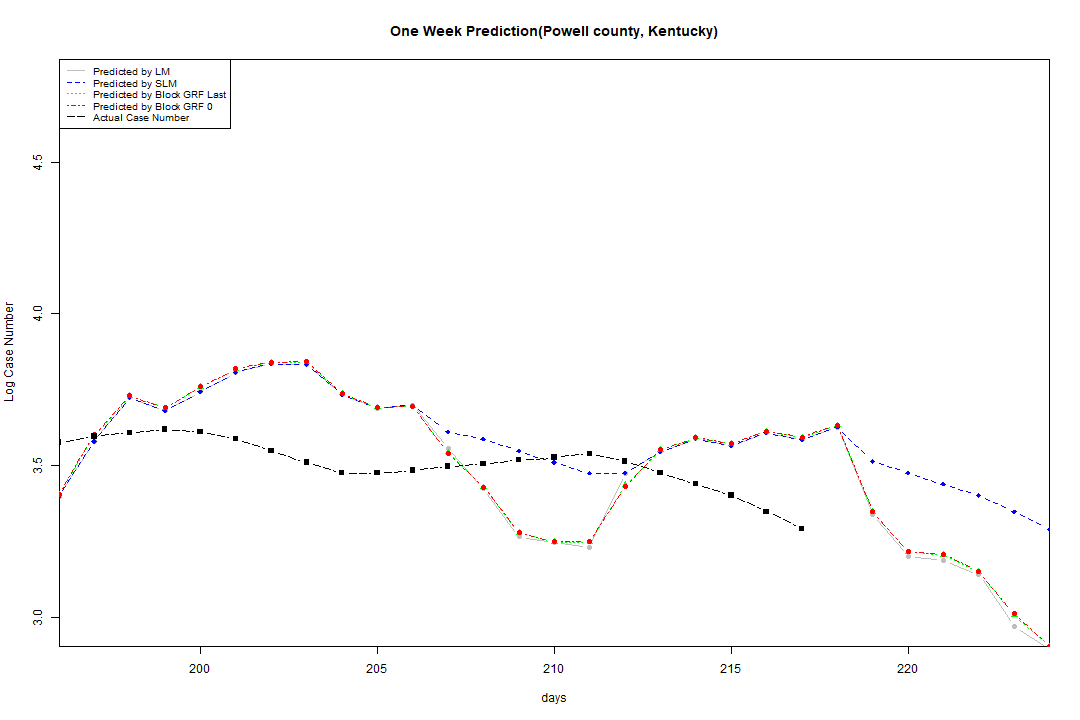 One Week Prediction(Powell county, Kentucky)
Predicted by LM
Predicted by SLM
Predicted by Block GRF Last
Predicted by Block GRF 0
Actual Case Number
4.5
4.0
3.5
3.0
Log Case Number
200 205 210 215 220
days